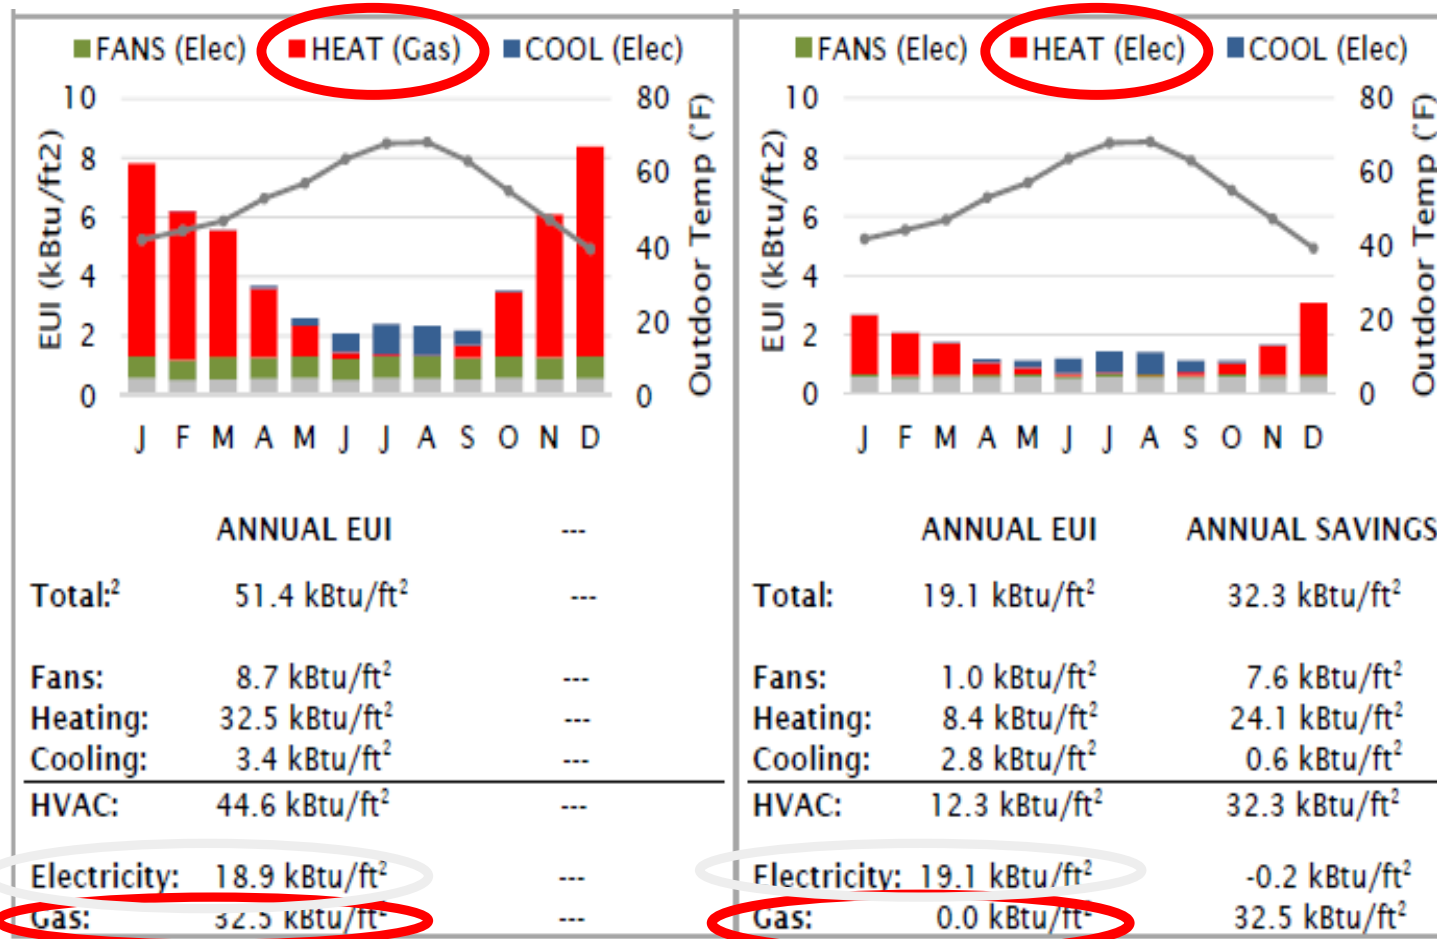 FANS (Elec) HEAT (Gas) COOL (Elec)
10 80
8
60
6
40
4
20
2
0 0
EUI (kBtu/ft2)
Outdoor Temp (°F)
J F M A M J J A S O N D
ANNUAL EUI ---
Total:² 51.4 kBtu/ft² ---
Fans: 8.7 kBtu/ft² ---
Heating: 32.5 kBtu/ft² ---
Cooling: 3.4 kBtu/ft² ---
HVAC: 44.6 kBtu/ft² ---
Electricity: 18.9 kBtu/ft² ---
Gas: 32.5 kBtu/ft² ---
FANS (Elec) HEAT (Elec) COOL (Elec)
10 80
8
60
6
40
4
20
2
0 0
EUI (kBtu/ft2)
Outdoor Temp (°F)
J F M A M J J A S O N D
ANNUAL EUI ANNUAL SAVINGS
Total: 19.1 kBtu/ft² 32.3 kBtu/ft²
Fans: 1.0 kBtu/ft² 7.6 kBtu/ft²
Heating: 8.4 kBtu/ft² 24.1 kBtu/ft²
Cooling: 2.8 kBtu/ft² 0.6 kBtu/ft²
HVAC: 12.3 kBtu/ft² 32.3 kBtu/ft²
Electricity: 19.1 kBtu/ft² -0.2 kBtu/ft²
Gas: 0.0 kBtu/ft² 32.5 kBtu/ft²